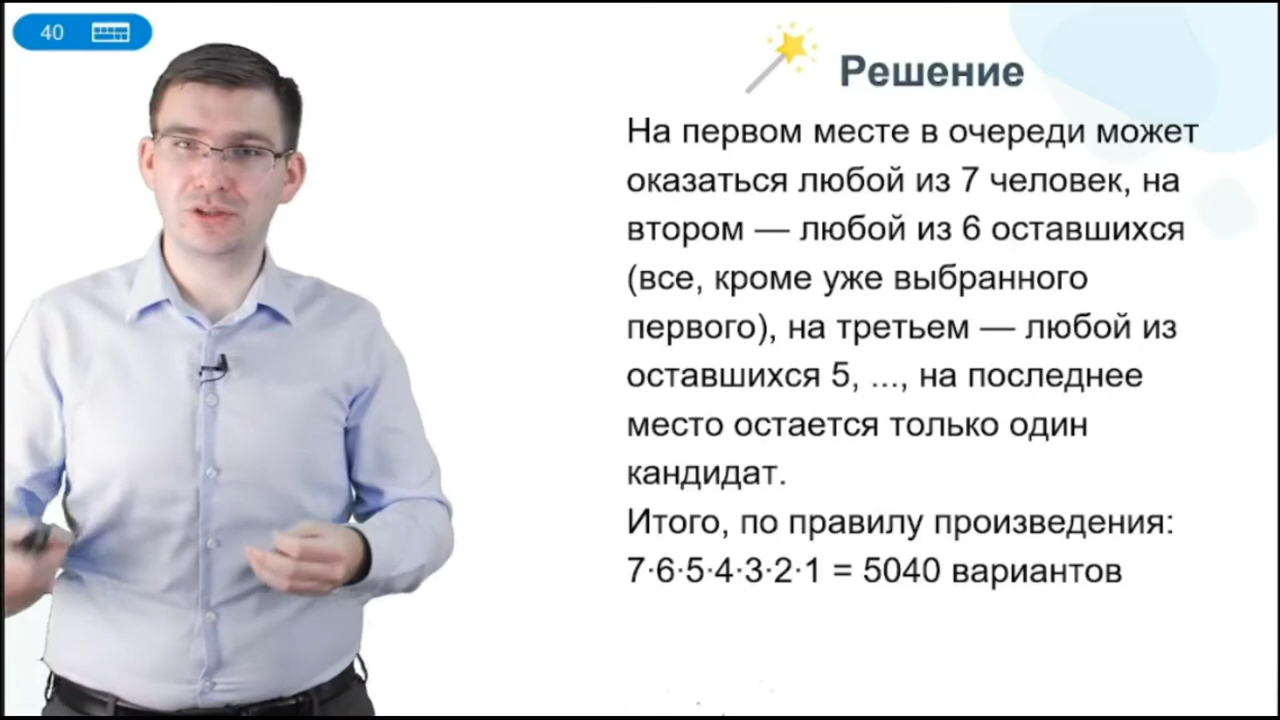 40
Решение
На первом месте в очереди может
оказаться любой из 7 человек, на
втором — любой из 6 оставшихся
(все, кроме уже выбранного
первого), на третьем — любой из
оставшихся 5, ..., на последнее
место остается только один
кандидат.
Итого, по правилу произведения:
7·6·5·4·3·2·1 = 5040 вариантов